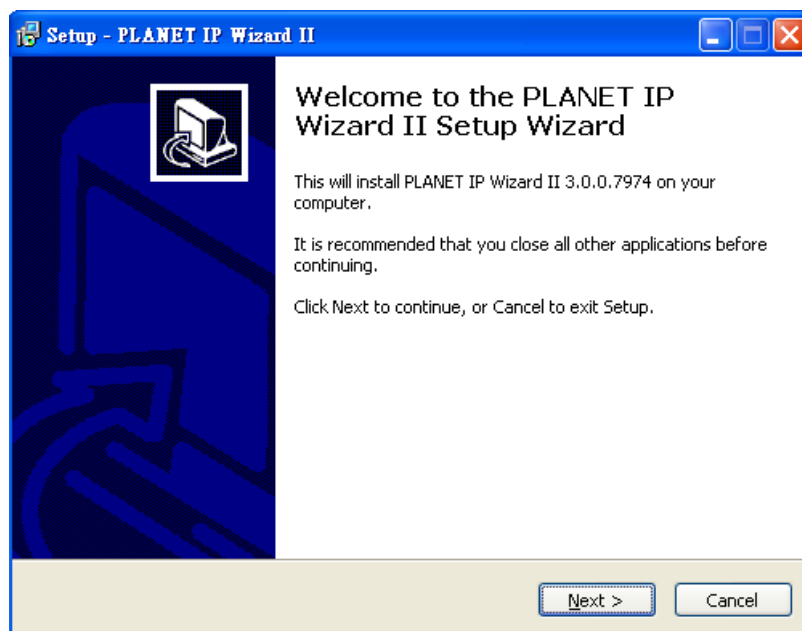 Setup - PLANET IP Wizard II
Welcome to the PLANET IP
Wizard II Setup Wizard
This will install PLANET IP Wizard II 3.0.0.7974 on your
computer.
It is recommended that you close all other applications before
continuing.
Click Next to continue, or Cancel to exit Setup.
Next >
Cancel